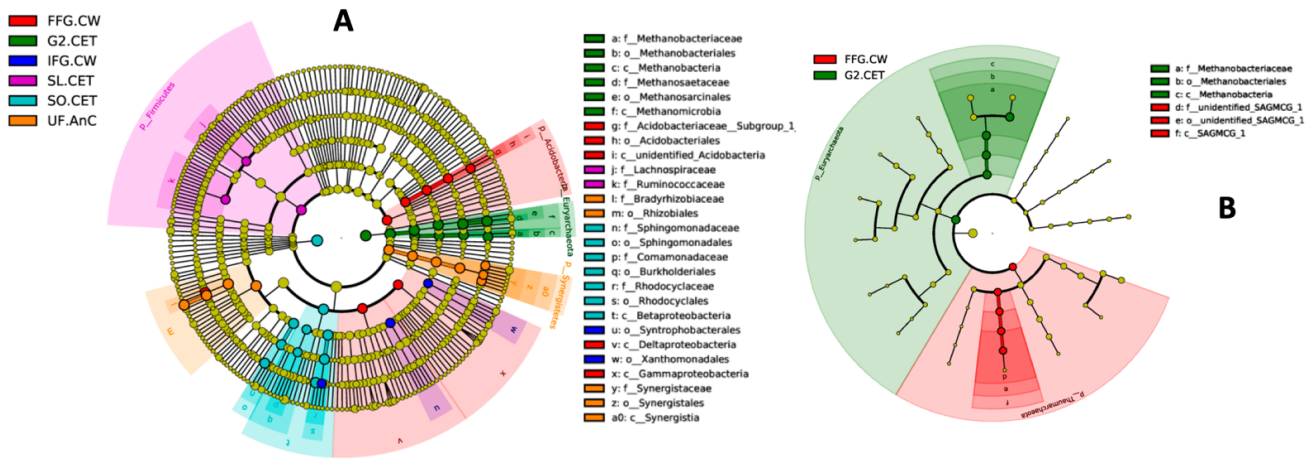 A
FFG.CW
G2.CET
IFG.CW
SL.CET
SO.CET
UF.AnC
p__Firmicutes
j
k
p__Acidobacteria
g
h
i
p__Euryarchaeota
d
e
f
a
b
c
p__Synergistetes
y
z
a0
w
x
u
v
t
s
r
q
o
l
m
a: f__Methanobacteriaceae
b: o__Methanobacteriales
c: c__Methanobacteria
d: f__Methanosaetaceae
e: o__Methanosarcinales
f: c__Methanomicrobia
g: f__Acidobacteriaceae__Subgroup_1_
h: o__Acidobacteriales
i: c__unidentified_Acidobacteria
j: f__Lachnospiraceae
k: f__Ruminococcaceae
l: f__Bradyrhizobiaceae
m: o__Rhizobiales
n: f__Sphingomonadaceae
o: o__Sphingomonadales
p: f__Comamonadaceae
q: o__Burkholderiales
r: f__Rhodocyclaceae
s: o__Rhodocyclales
t: c__Betaproteobacteria
u: o__Syntrophobacterales
v: c__Deltaproteobacteria
w: o__Xanthomonadales
x: c__Gammaproteobacteria
y: f__Synergistaceae
z: o__Synergistales
a0: c__Synergistia
B
FFG.CW
G2.CET
p__Euryarchaeota
c
b
a
d
e
f
p__Thaumarchaeota
a: f__Methanobacteriaceae
b: o__Methanobacteriales
c: c__Methanobacteria
d: f__unidentified_SAGMCG_1
e: o__unidentified_SAGMCG_1
f: c__SAGMCG_1